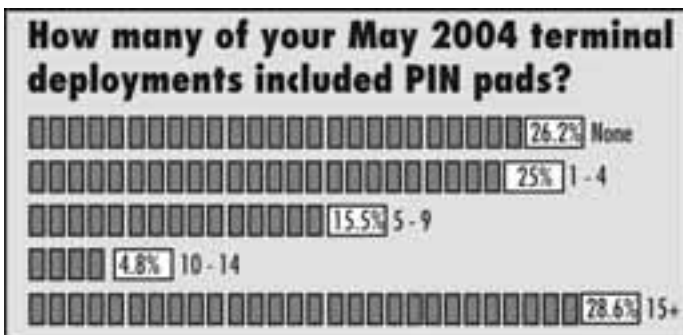 How many of your May 2004 terminal
deployments included PIN pads?
26.2% None
25% 1 - 4
15.5% 5 - 9
4.8% 10 - 14
28.6% 15+